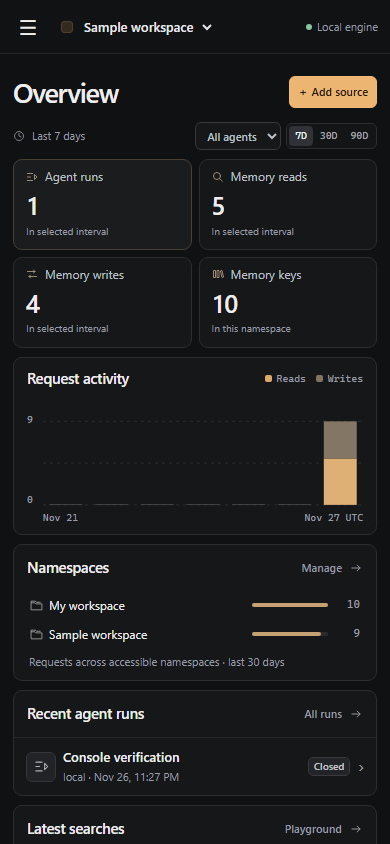 Sample workspace
Local engine
Overview
+ Add source
Last 7 days
All agents
7D 30D 90D
Agent runs
1
In selected interval
Memory reads
5
In selected interval
Memory writes
4
In selected interval
Memory keys
10
In this namespace
Request activity
Reads
Writes
9
0
Nov 21
Nov 27 UTC
Namespaces
Manage →
My workspace 10
Sample workspace 9
Requests across accessible namespaces · last 30 days
Recent agent runs
All runs →
Console verification
local · Nov 26, 11:27 PM
Closed
Latest searches
Playground →